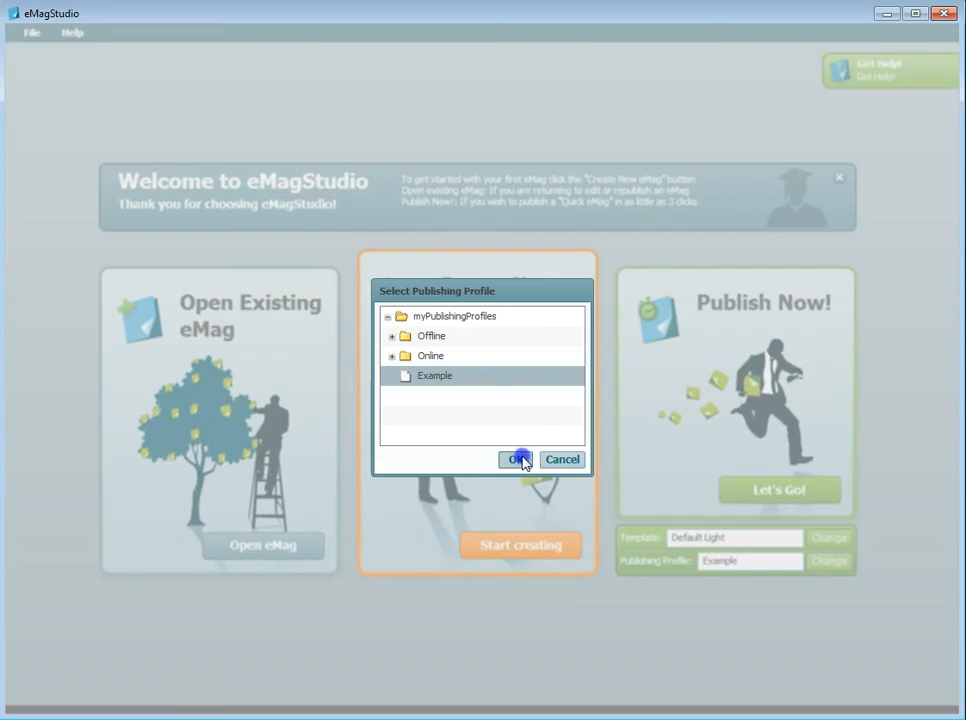 eMagStudio
File Help
Get Help!
Get Help!
Welcome to eMagStudio
Thank you for choosing eMagStudio!
To get started with your first eMag click the "Create New eMag" button
Open existing eMag: If you are returning to edit or republish an eMag
Publish Now!: If you wish to publish a "Quick eMag" in as little as 3 clicks
Open Existing
eMag
Open eMag
Select Publishing Profile
myPublishingProfiles
Offline
Online
Example
OK Cancel
Start creating
Publish Now!
Let's Go!
Template: Default Light Change
Publishing Profile: Example Change